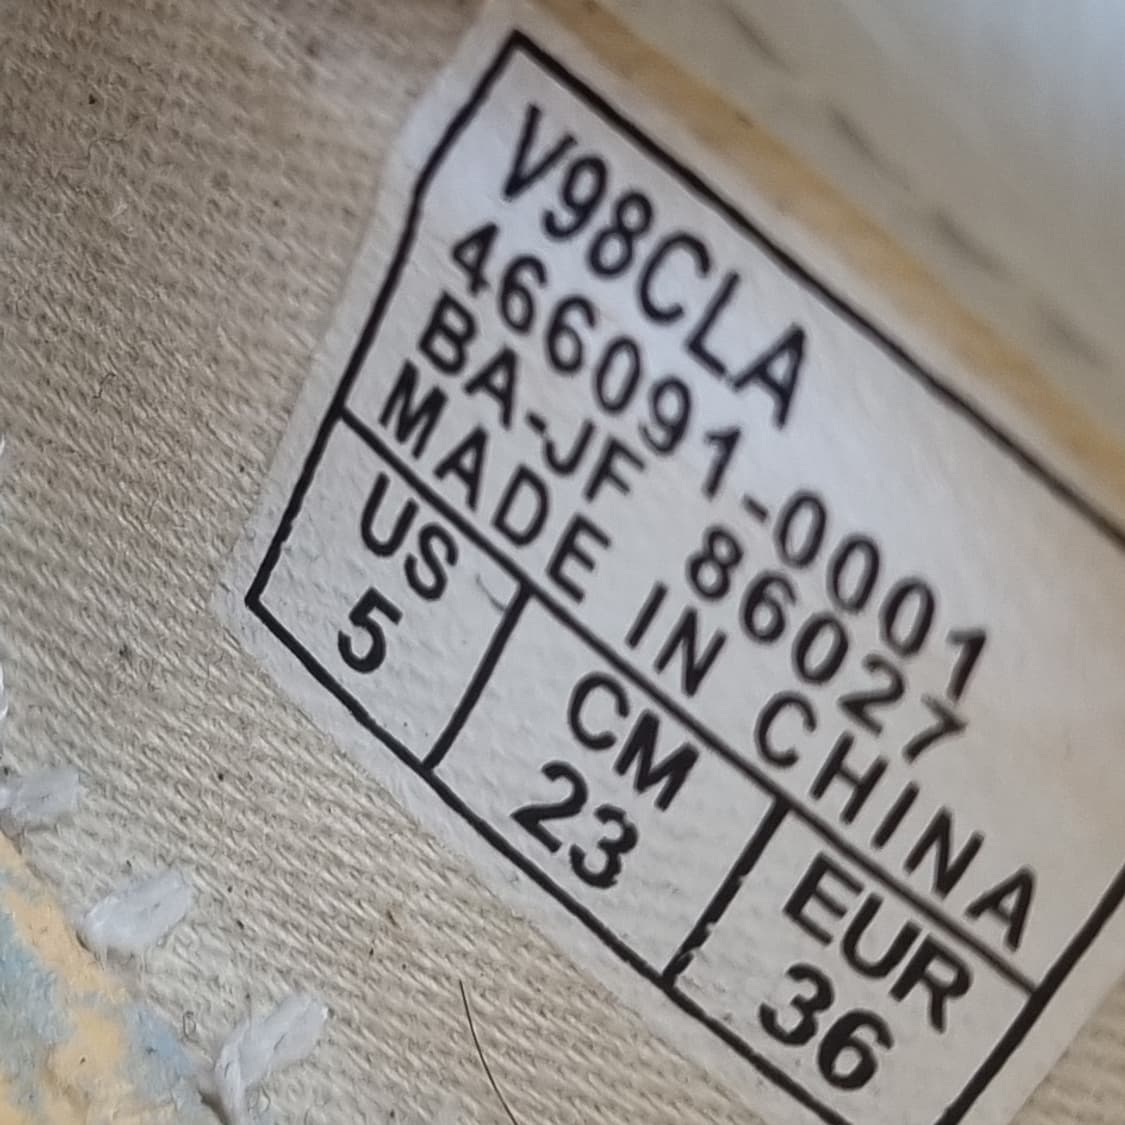 V98CLA
466091-0001
BA-JF 86027
MADE IN CHINA
US CM EUR
5 23 36